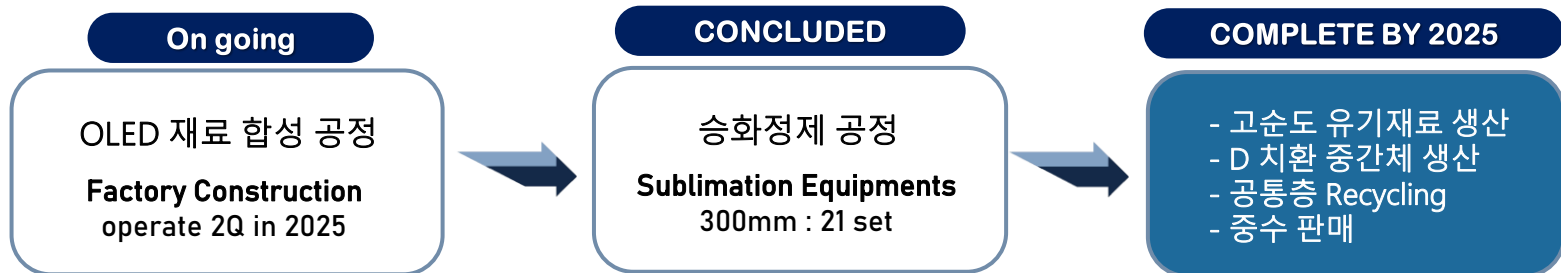 On going
OLED 재료 합성 공정
Factory Construction
operate 2Q in 2025
CONCLUDED
승화정제 공정
Sublimation Equipments
300mm : 21 set
COMPLETE BY 2025
- 고순도 유기재료 생산
- D 치환 중간체 생산
- 공통층 Recycling
- 중수 판매